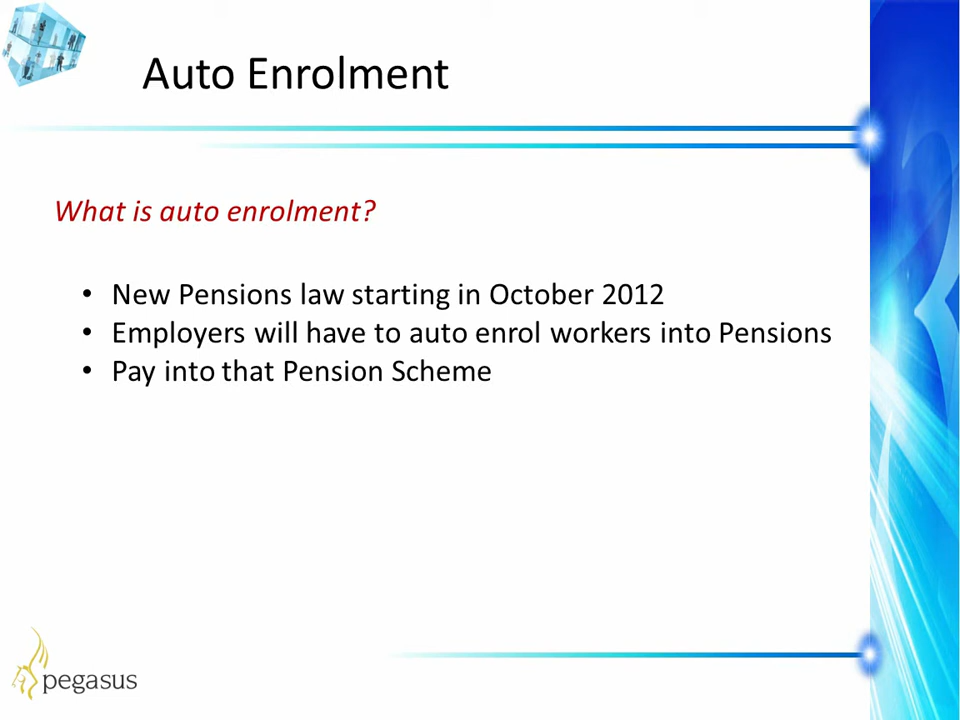 Auto Enrolment
What is auto enrolment?
• New Pensions law starting in October 2012
• Employers will have to auto enrol workers into Pensions
• Pay into that Pension Scheme
pegasus